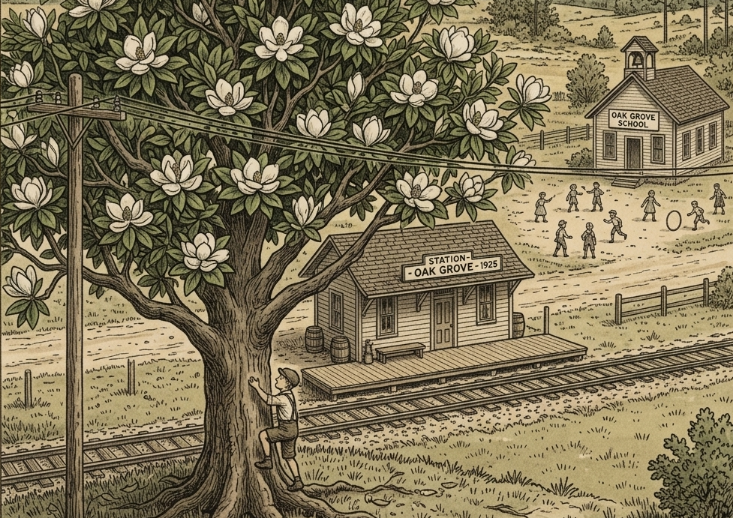 OAK GROVE
SCHOOL
STATION-
- OAK GROVE - 1925